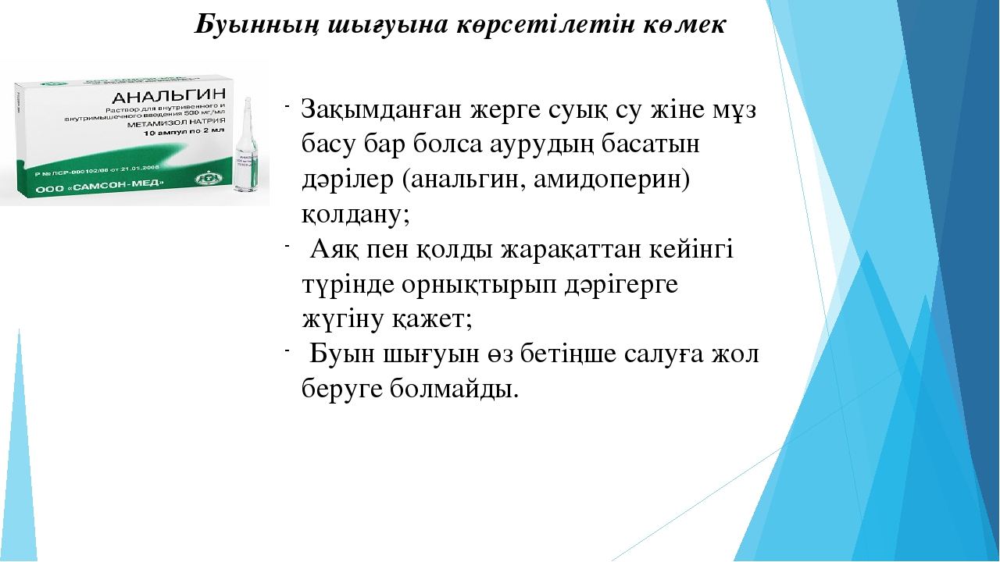 Буынның шығуына көрсетілетін көмек
АНАЛЬГИН
Раствор для внутривенного и
внутримышечного введения 500 мг/мл
МЕТАМИЗОЛ НАТРИЯ
10 ампул по 2 мл
Р № ЛСР-000102/08 от 21.01.2008
ООО «САМСОН-МЕД»
- Зақымданған жерге суық су жіне мұз
басу бар болса аурудың басатын
дәрілер (анальгин, амидоперин)
қолдану;
- Аяқ пен қолды жарақаттан кейінгі
түрінде орнықтырып дәрігерге
жүгіну қажет;
- Буын шығуын өз бетіңше салуға жол
беруге болмайды.